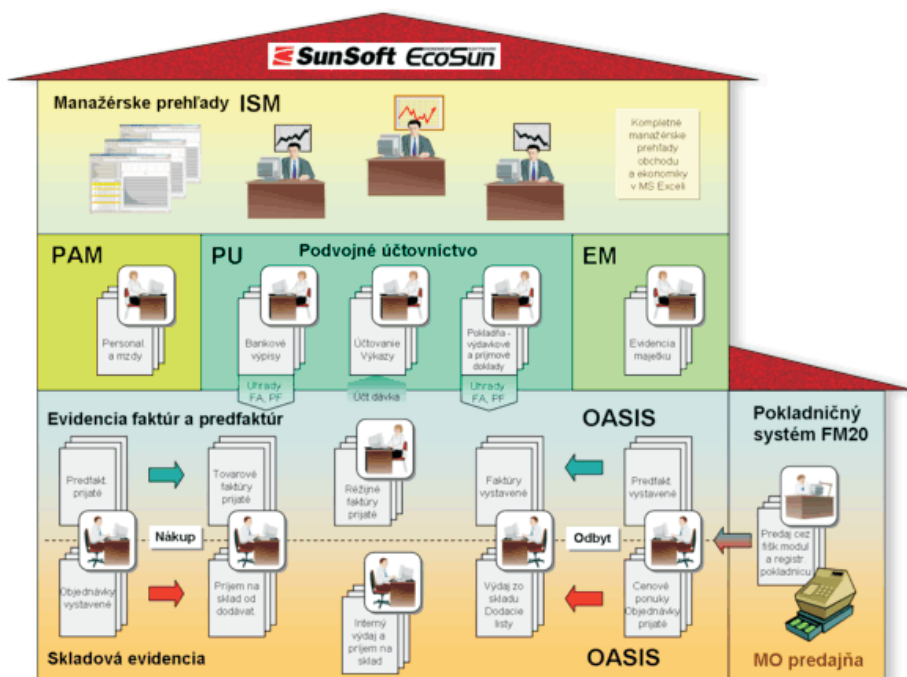 SunSoft EcoSun
Manažérske prehľady ISM
Kompletné
manažérske
prehľady
obchodu
a ekonomiky
v MS Exceli
PAM
Personal.
a mzdy
PU
Podvojné účtovníctvo
Bankové
výpisy
Účtovanie
Výkazy
Pokladňa -
výdavkové a
príjmové
doklady
EM
Evidencia
majetku
Úhrady
FA, PF
Účt.dávka
Úhrady
FA, PF
Evidencia faktúr a predfaktúr
OASIS
Predfakt.
prijaté
Tovarové
faktúry
prijaté
Réžijné
faktúry
prijaté
Faktúry
vystavené
Predfakt.
vystavené
Nákup
Odbyt
Objednávky
vystavené
Príjem na
sklad od
dodávat.
Interný
výdaj a
príjem na
sklad
Výdaj zo
skladu
Dodacie
listy
Cenové
ponuky
Objednávky
prijaté
Skladová evidencia
OASIS
Pokladničný
systém FM20
Predaj cez
fišk.modul
a registr.
pokladnicu
MO predajňa